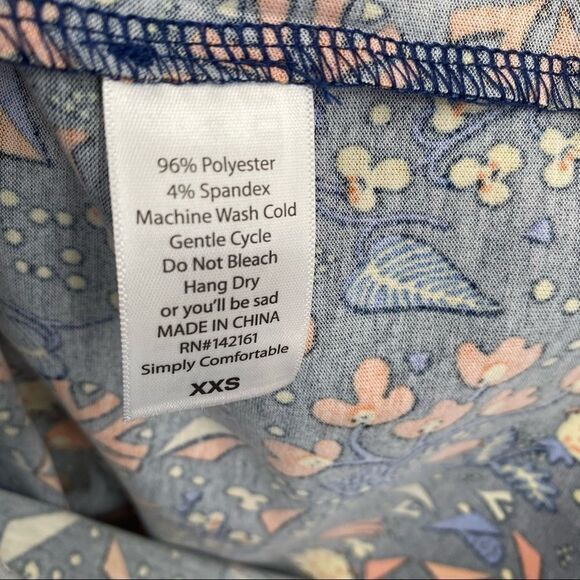 96% Polyester
4% Spandex
Machine Wash Cold
Gentle Cycle
Do Not Bleach
Hang Dry
or you'll be sad
MADE IN CHINA
RN#142161
Simply Comfortable
XXS